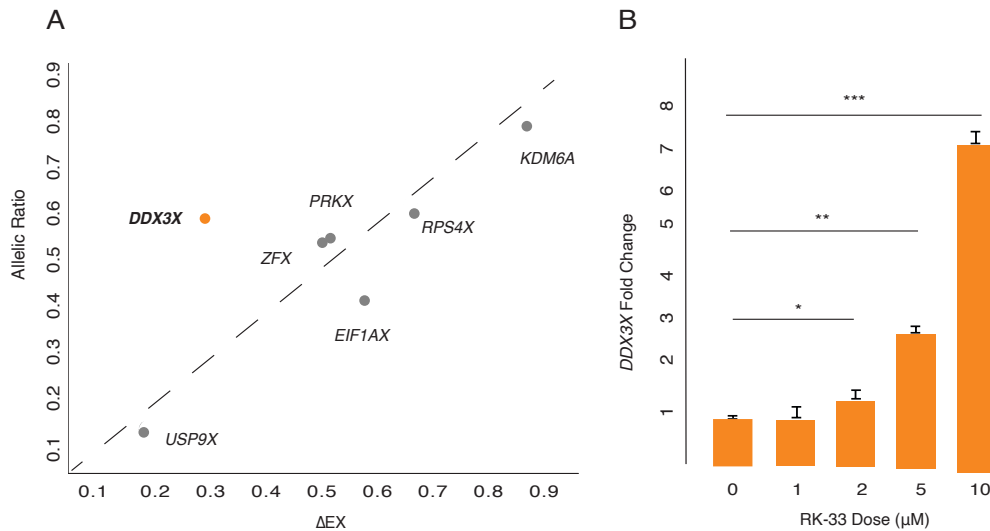 A
Allelic Ratio
0.9
0.8
0.7
0.6
0.5
0.4
0.3
0.2
0.1
DDX3X
PRKX
ZFX
EIF1AX
RPS4X
KDM6A
USP9X
0.1 0.2 0.3 0.5 0.6 0.7 0.8 0.9
ΔEX
B
DDX3X Fold Change
8
7
6
5
4
3
2
1
***
**
*
0 1 2 5 10
RK-33 Dose (μM)